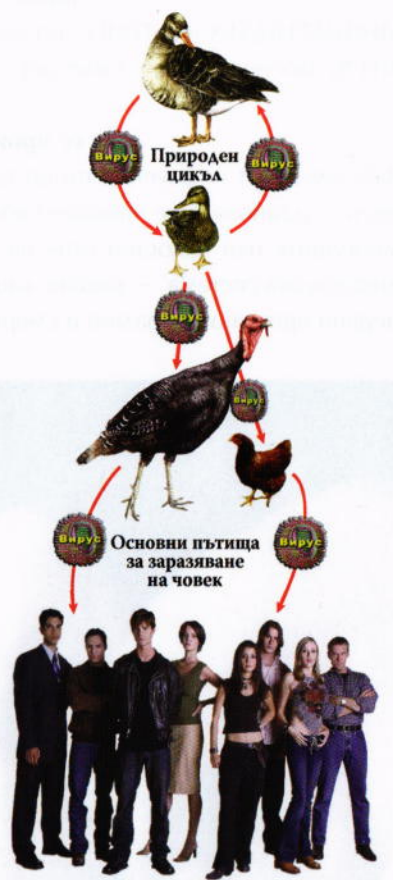 Вирус
Природен
цикъл
Вирус
Вирус
Вирус
Вирус
Основни пътища
за заразяване
на човек
Вирус